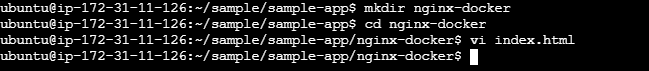 ubuntu@ip-172-31-11-126:~/sample/sample-app$ mkdir nginx-docker
ubuntu@ip-172-31-11-126:~/sample/sample-app$ cd nginx-docker
ubuntu@ip-172-31-11-126:~/sample/sample-app/nginx-docker$ vi index.html
ubuntu@ip-172-31-11-126:~/sample/sample-app/nginx-docker$